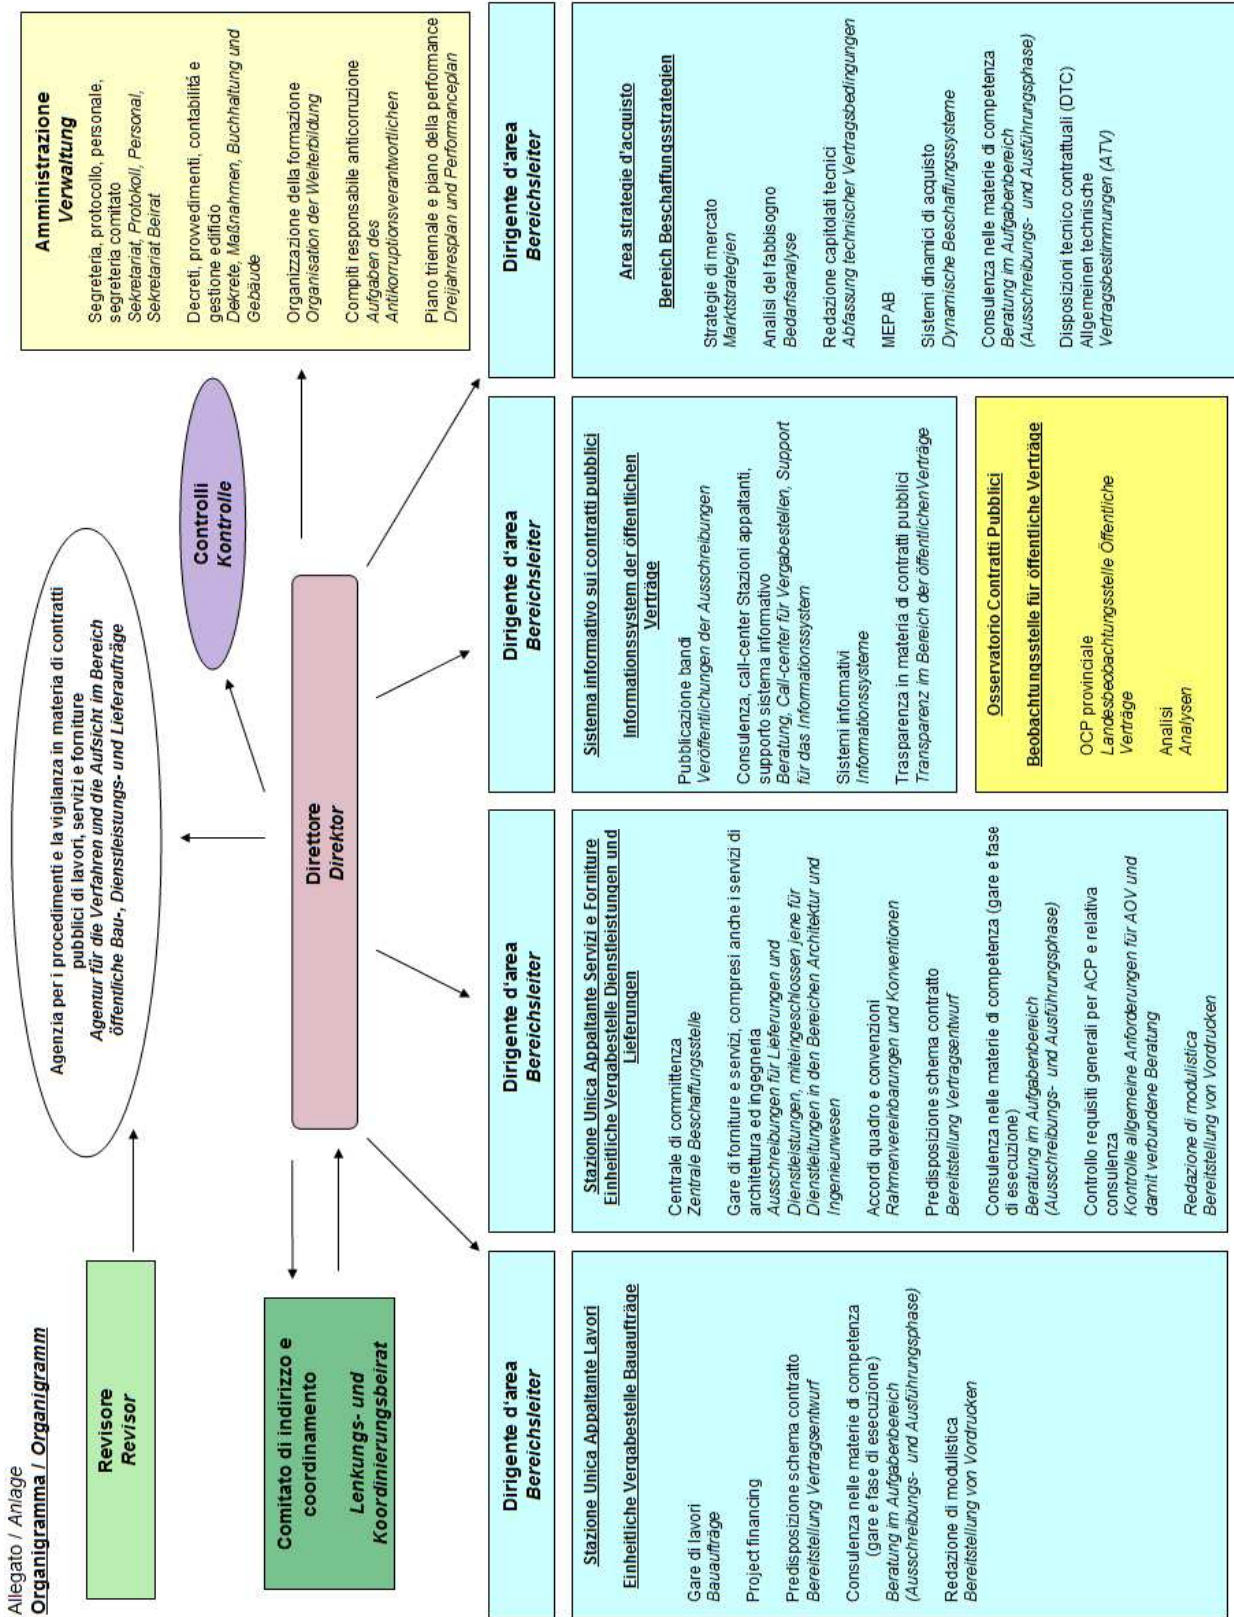 Allegato / Anlage
Organigramma / Organigramm
Revisore
Revisor
Agenzia per i procedimenti e la vigilanza in materia di contratti
pubblici di lavori, servizi e forniture
Agentur für die Verfahren und die Aufsicht im Bereich
öffentliche Bau-, Dienstleistungs- und Lieferaufträge
Controlli
Kontrolle
Amministrazione
Verwaltung
Segreteria, protocollo, personale,
segreteria comitato
Sekretariat, Protokoll, Personal,
Sekretariat Beirat
Decreti, provvedimenti, contabilità e
gestione edificio
Dekrete, Maßnahmen, Buchhaltung und
Gebäude
Organizzazione della formazione
Organisation der Weiterbildung
Compiti responsabile anticorruzione
Aufgaben des
Antikorruptionsverantwortlichen
Piano triennale e piano della performance
Dreijahresplan und Performanceplan
Comitato di indirizzo e
coordinamento
Lenkungs- und
Koordinierungsbeirat
Direttore
Direktor
Dirigente d'area
Bereichsleiter
Stazione Unica Appaltante Lavori
Einheitliche Vergabestelle Bauaufträge
Gare di lavori
Bauaufträge
Project financing
Predisposizione schema contratto
Bereitstellung Vertragsentwurf
Consulenza nelle materie di competenza
(gare e fase di esecuzione)
Beratung im Aufgabenbereich
(Ausschreibungs- und Ausführungsphase)
Redazione di modulistica
Bereitstellung von Vordrucken
Dirigente d'area
Bereichsleiter
Stazione Unica Appaltante Servizi e Forniture
Einheitliche Vergabestelle Dienstleistungen und
Lieferungen
Centrale di committenza
Zentrale Beschaffungsstelle
Gare di forniture e servizi, compresi anche i servizi di
architettura ed ingegneria
Ausschreibungen für Lieferungen und
Dienstleistungen, miteingeschlossen jene für
Dienstleitungen in den Bereichen Architektur und
Ingenieurwesen
Accordi quadro e convenzioni
Rahmenvereinbarungen und Konventionen
Predisposizione schema contratto
Bereitstellung Vertragsentwurf
Consulenza nelle materie di competenza (gare e fase
di esecuzione)
Beratung im Aufgabenbereich
(Ausschreibungs- und Ausführungsphase)
Controllo requisiti generali per ACP e relativa
consulenza
Kontrolle allgemeine Anforderungen für AOV und
damit verbundene Beratung
Redazione di modulistica
Bereitstellung von Vordrucken
Dirigente d'area
Bereichsleiter
Sistema informativo sui contratti pubblici
Informationssystem der öffentlichen
Verträge
Pubblicazione bandi
Veröffentlichungen der Ausschreibungen
Consulenza, call-center Stazioni appaltanti,
supporto sistema informativo
Beratung, Call-center für Vergabestellen, Support
für das Informationssystem
Sistemi informativi
Informationssysteme
Trasparenza in materia di contratti pubblici
Transparenz im Bereich der öffentlichenVerträge
Osservatorio Contratti Pubblici
Beobachtungsstelle für öffentliche Verträge
OCP provinciale
Landesbeobachtungsstelle Öffentliche
Verträge
Analisi
Analysen
Dirigente d'area
Bereichsleiter
Area strategie d'acquisto
Bereich Beschaffungsstrategien
Strategie di mercato
Marktstrategien
Analisi del fabbisogno
Bedarfsanalyse
Redazione capitolati tecnici
Abfassung technischer Vertragsbedingungen
MEPAB
Sistemi dinamici di acquisto
Dynamische Beschaffungssysteme
Consulenza nelle materie di competenza
Beratung im Aufgabenbereich
(Ausschreibungs- und Ausführungsphase)
Disposizioni tecnico contrattuali (DTC)
Allgemeinen technische
Vertragsbestimmungen (ATV)